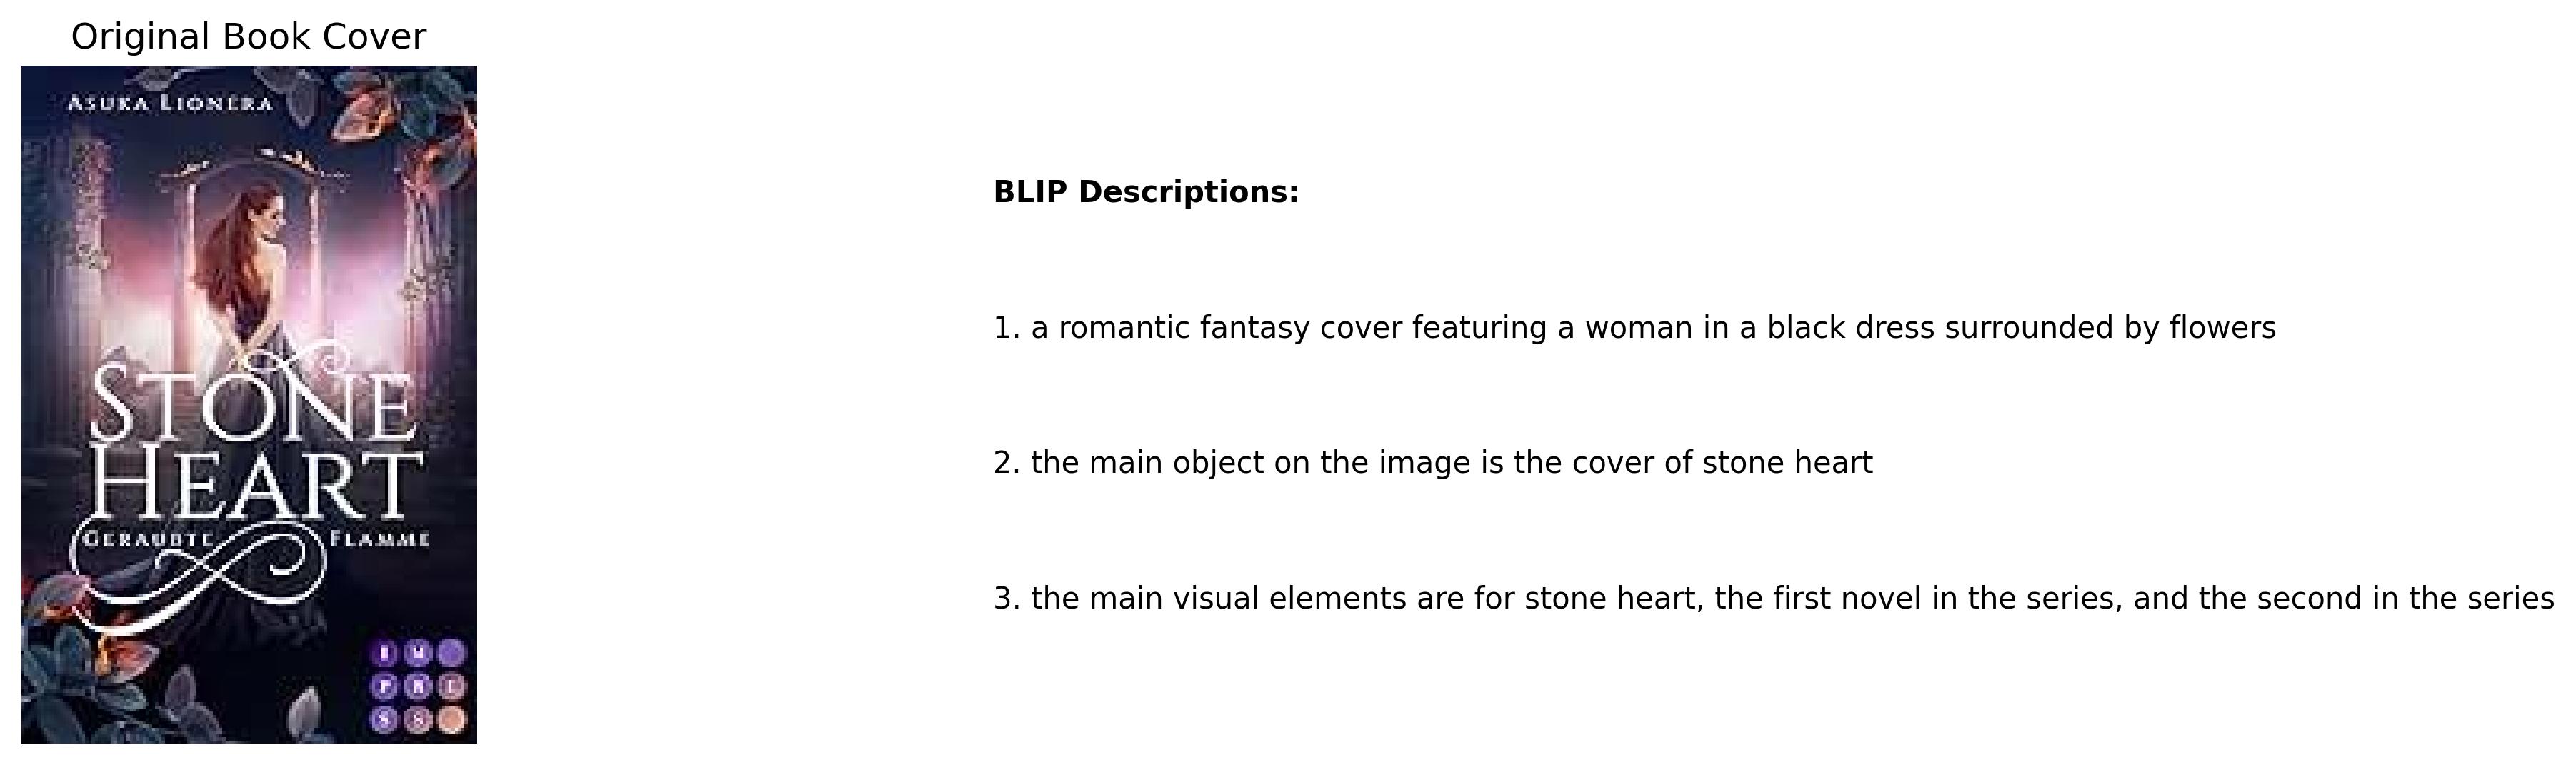 Original Book Cover
ASUKA LIONERA
STONE
HEART
GERAUBTE FLAMME
I M
P R E
S S
BLIP Descriptions:
1. a romantic fantasy cover featuring a woman in a black dress surrounded by flowers
2. the main object on the image is the cover of stone heart
3. the main visual elements are for stone heart, the first novel in the series, and the second in the series